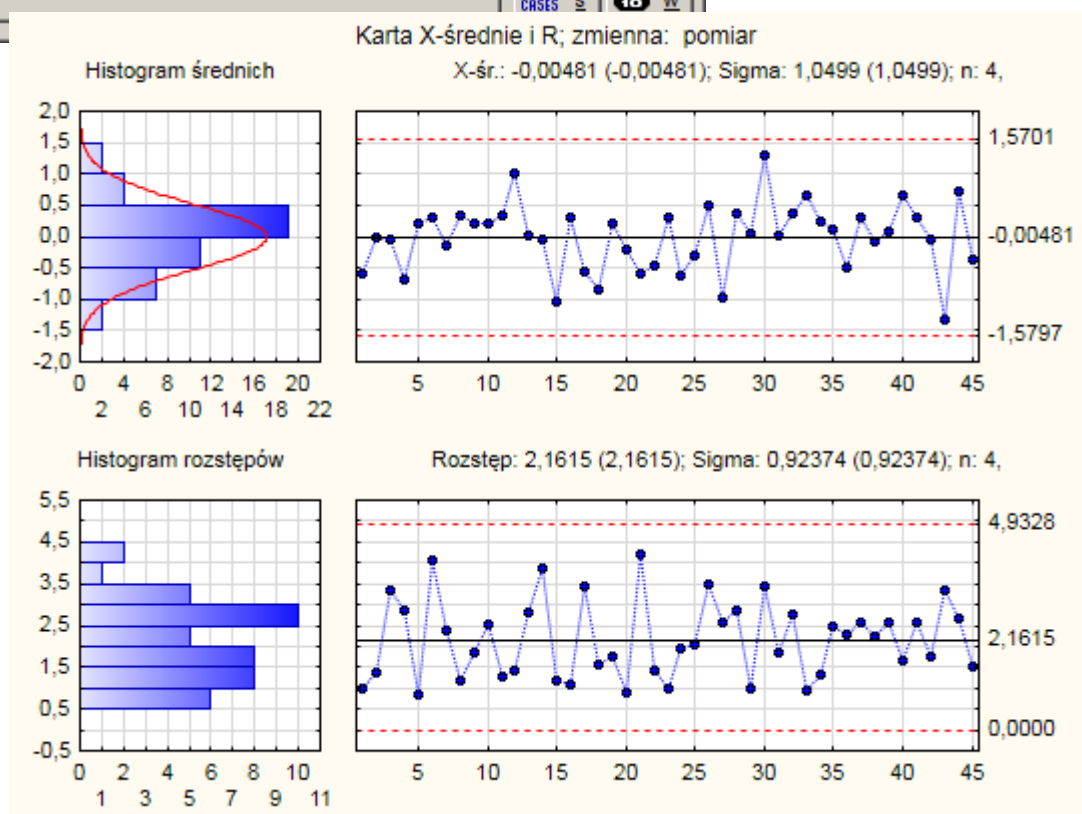 CASES S 18 W
Karta X-średnie i R; zmienna: pomiar
Histogram średnich
X-śr.: -0,00481 (-0,00481); Sigma: 1,0499 (1,0499); n: 4,
2,0
1,5
1,0
0,5
0,0
-0,5
-1,0
-1,5
-2,0
0 4 8 12 16 20
2 6 10 14 18 22
1,5701
-0,00481
-1,5797
5 10 15 20 25 30 35 40 45
Histogram rozstępów
Rozstęp: 2,1615 (2,1615); Sigma: 0,92374 (0,92374); n: 4,
5,5
4,5
3,5
2,5
1,5
0,5
-0,5
0 2 4 6 8 10
1 3 5 7 9 11
4,9328
2,1615
0,0000
5 10 15 20 25 30 35 40 45